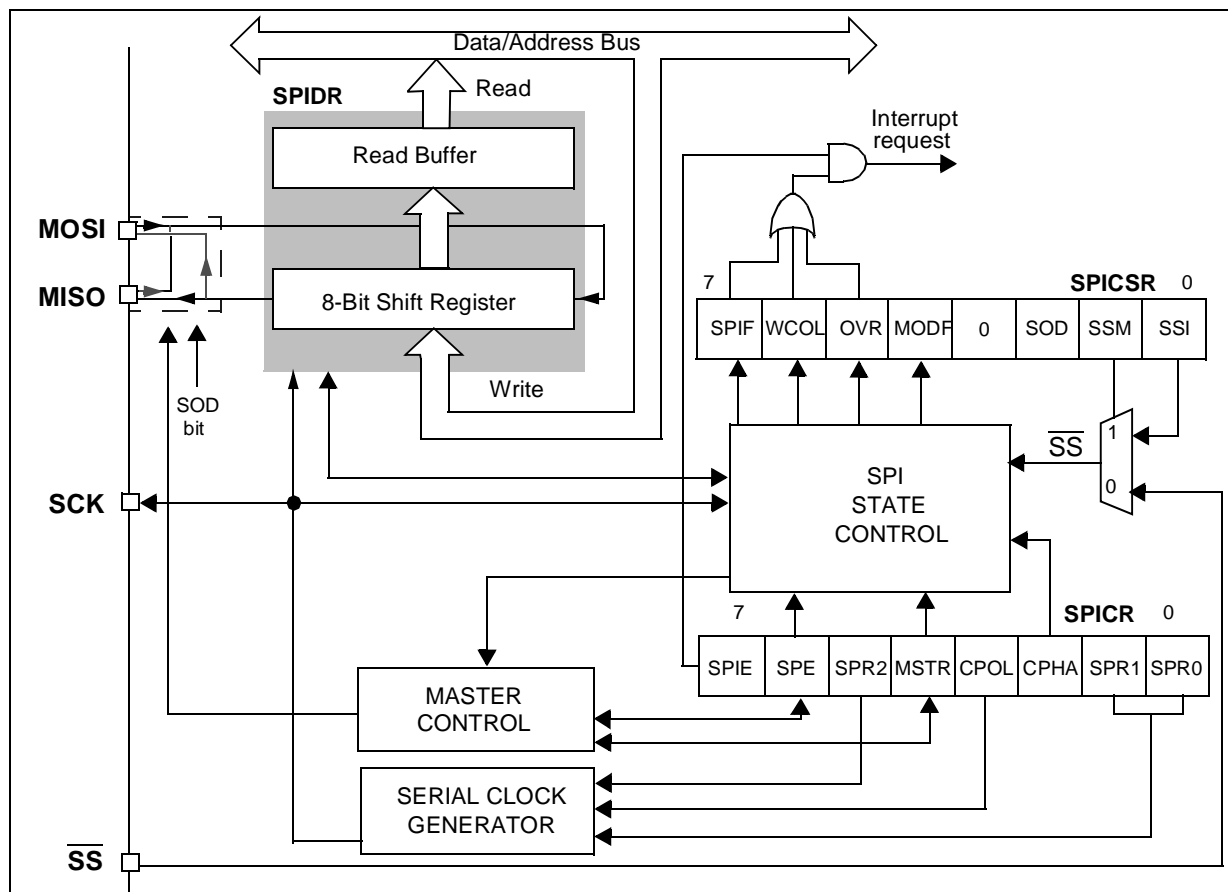 Data/Address Bus
SPIDR
Read
Read Buffer
8-Bit Shift Register
Write
MOSI
MISO
SOD
bit
SCK
SS
Interrupt
request
7
SPICSR
0
SPIF
WCOL
OVR
MODF
0
SOD
SSM
SSI
SPI
STATE
CONTROL
SS
1
0
7
SPICR
0
SPIE
SPE
SPR2
MSTR
CPOL
CPHA
SPR1
SPR0
MASTER
CONTROL
SERIAL CLOCK
GENERATOR